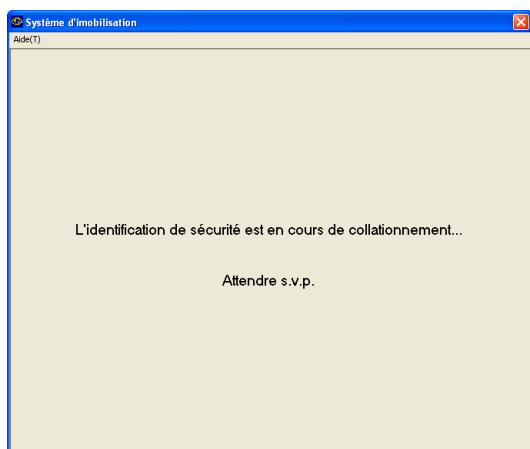 Système d'imobilisation
Aide(T)
L'identification de sécurité est en cours de collationnement...
Attendre s.v.p.